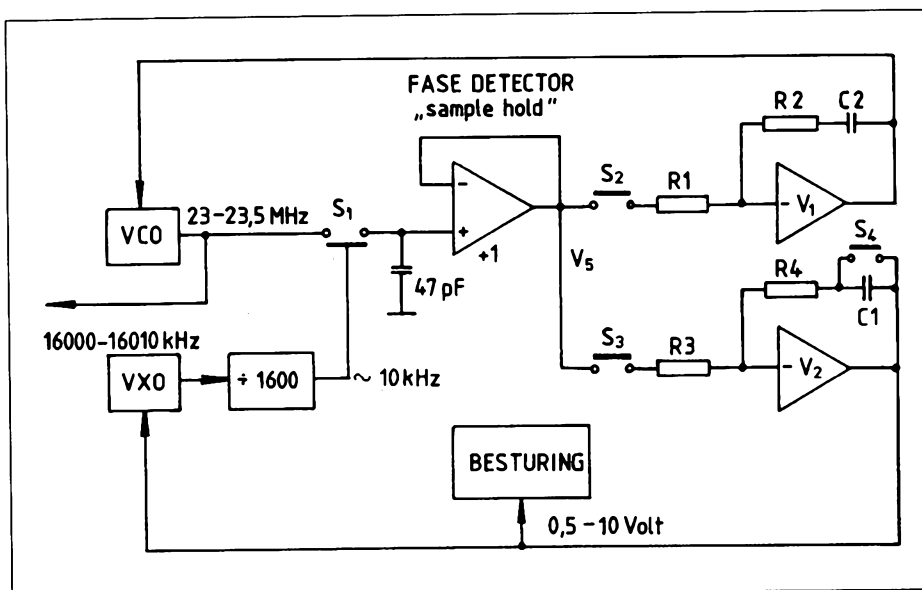 FASE DETECTOR
„sample hold"
R2
C2
S1
S2
R1
V1
VCO
23-23,5 MHz
-
+
+1
47 pF
V5
-
S4
R4
C1
16000-16010 kHz
VXO
÷ 1600
~ 10 kHz
S3
R3
-
V2
BESTURING
0,5 - 10 Volt